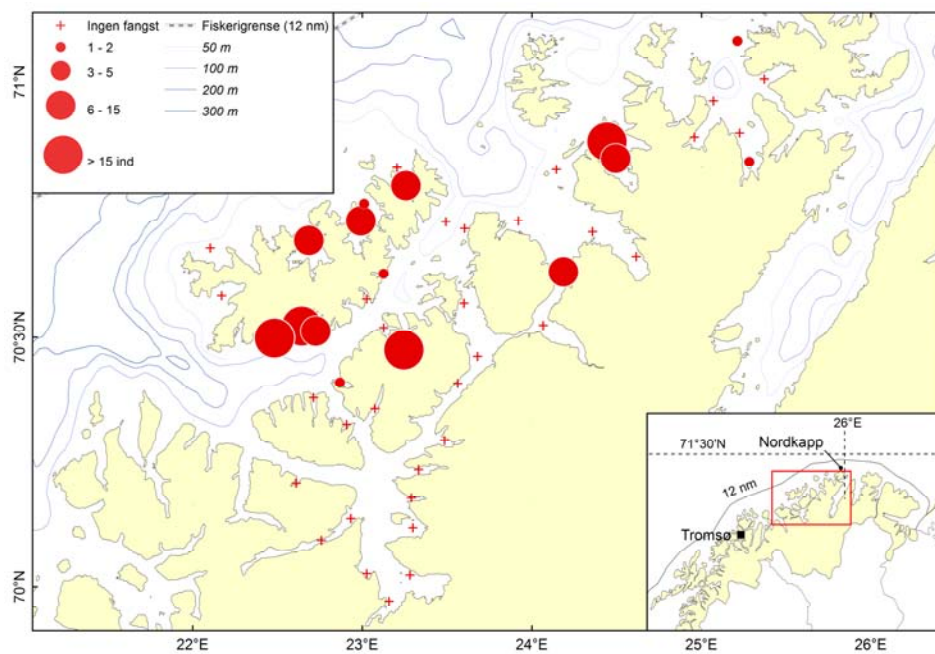 Ingen fangst
1 - 2
3 - 5
6 - 15
> 15 ind
Fiskerigrense (12 nm)
50 m
100 m
200 m
300 m
71°N
70°30'N
70°N
22°E
23°E
24°E
25°E
26°E
26°E
71°30'N
Nordkapp
12 nm
Tromsø